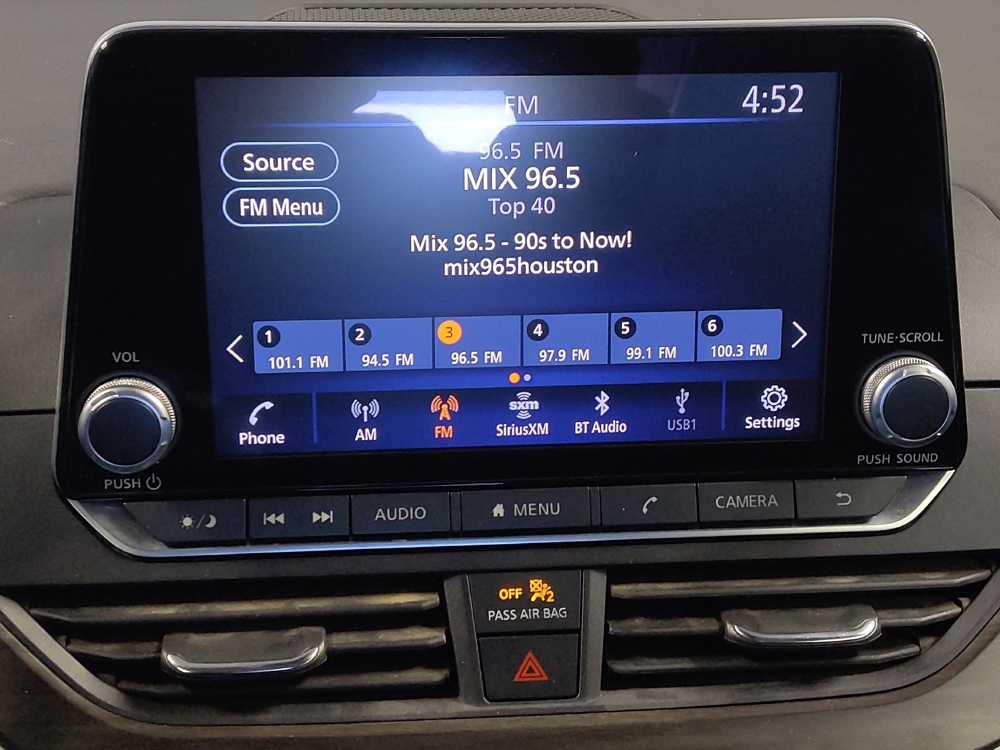 FM
4:52
Source
FM Menu
96.5 FM
MIX 96.5
Top 40
Mix 96.5 - 90s to Now!
mix965houston
1
101.1 FM
2
94.5 FM
3
96.5 FM
4
97.9 FM
5
99.1 FM
6
100.3 FM
Phone
AM
FM
sxm
SiriusXM
BT Audio
USB1
Settings
VOL
PUSH
TUNE·SCROLL
PUSH SOUND
AUDIO
MENU
CAMERA
OFF
2
PASS AIR BAG